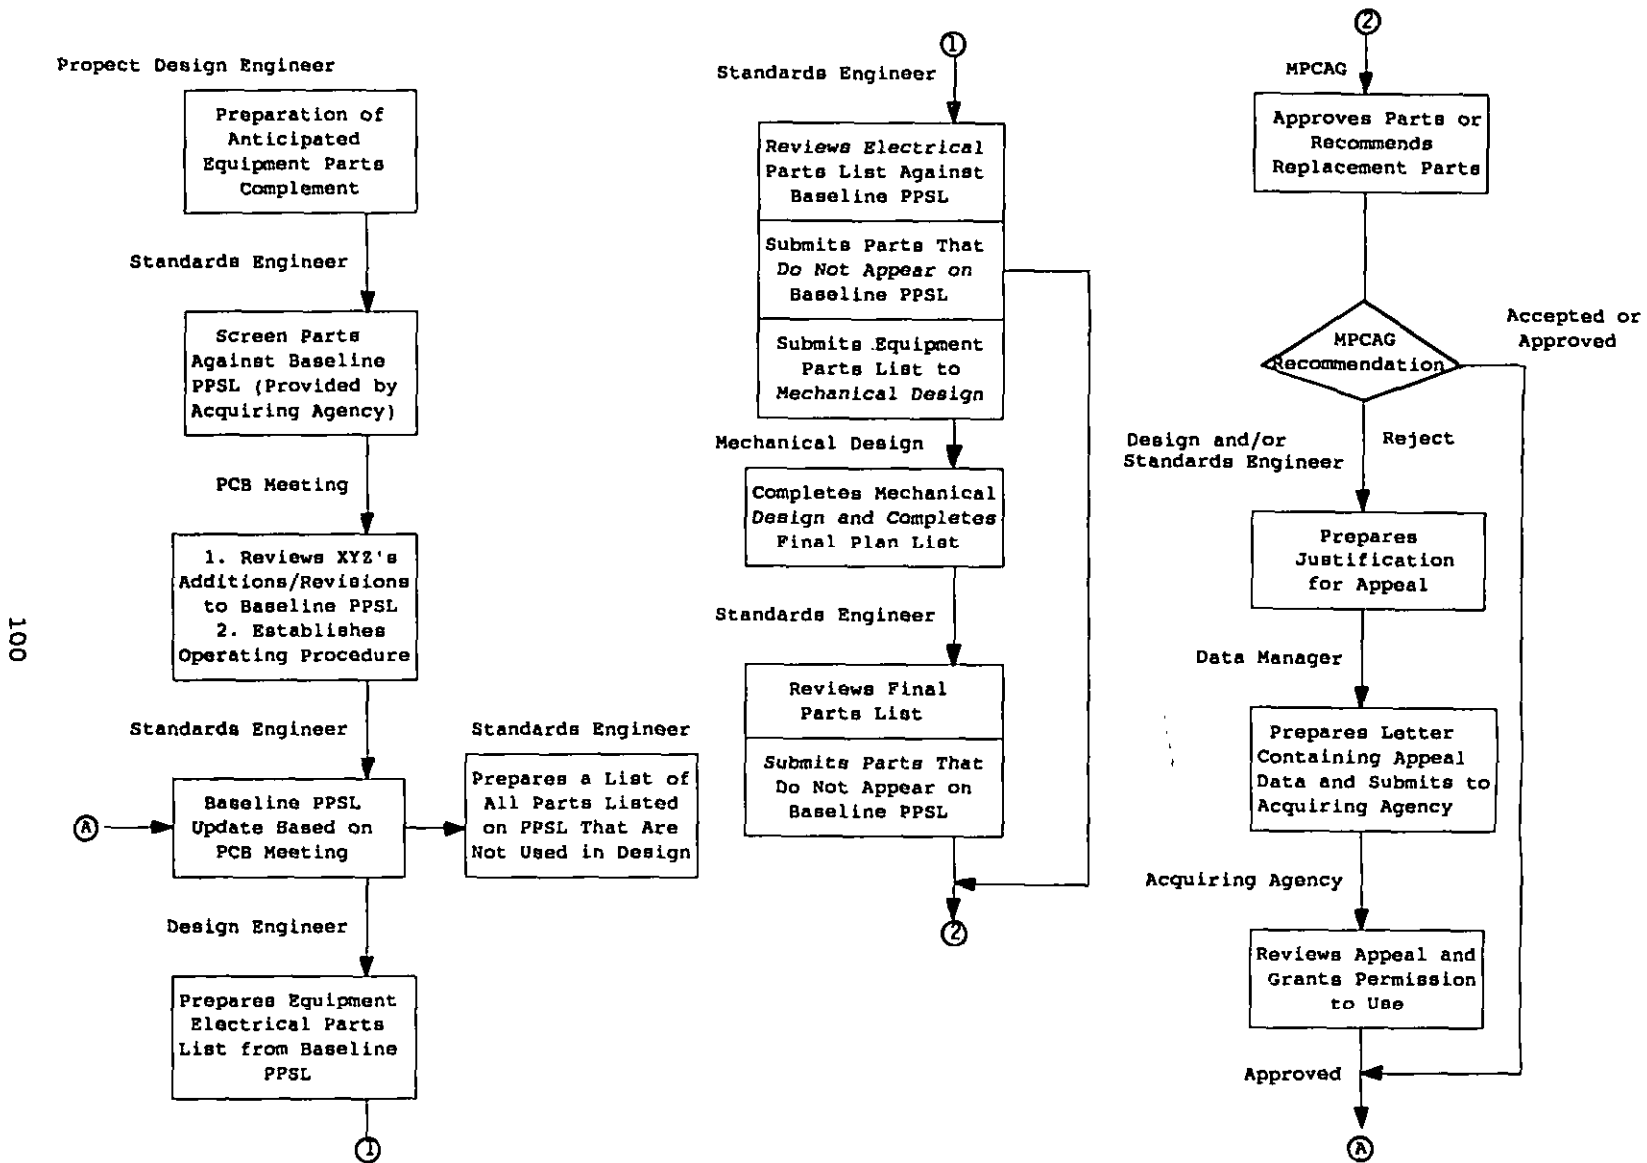 Propect Design Engineer
Preparation of
Anticipated
Equipment Parts
Complement
Standards Engineer
Screen Parts
Against Baseline
PPSL (Provided by
Acquiring Agency)
PCB Meeting
1. Reviews XYZ's
Additions/Revisions
to Baseline PPSL
2. Establishes
Operating Procedure
Standards Engineer
A
Baseline PPSL
Update Based on
PCB Meeting
Standards Engineer
Prepares a List of
All Parts Listed
on PPSL That Are
Not Used in Design
Design Engineer
Prepares Equipment
Electrical Parts
List from Baseline
PPSL
1
1
Standards Engineer
Reviews Electrical
Parts List Against
Baseline PPSL
Submits Parts That
Do Not Appear on
Baseline PPSL
Submits Equipment
Parts List to
Mechanical Design
Mechanical Design
Completes Mechanical
Design and Completes
Final Plan List
Standards Engineer
Reviews Final
Parts List
Submits Parts That
Do Not Appear on
Baseline PPSL
2
2
MPCAG
Approves Parts or
Recommends
Replacement Parts
MPCAG
Recommendation
Accepted or
Approved
Reject
Design and/or
Standards Engineer
Prepares
Justification
for Appeal
Data Manager
Prepares Letter
Containing Appeal
Data and Submits to
Acquiring Agency
Acquiring Agency
Reviews Appeal and
Grants Permission
to Use
Approved
A
100